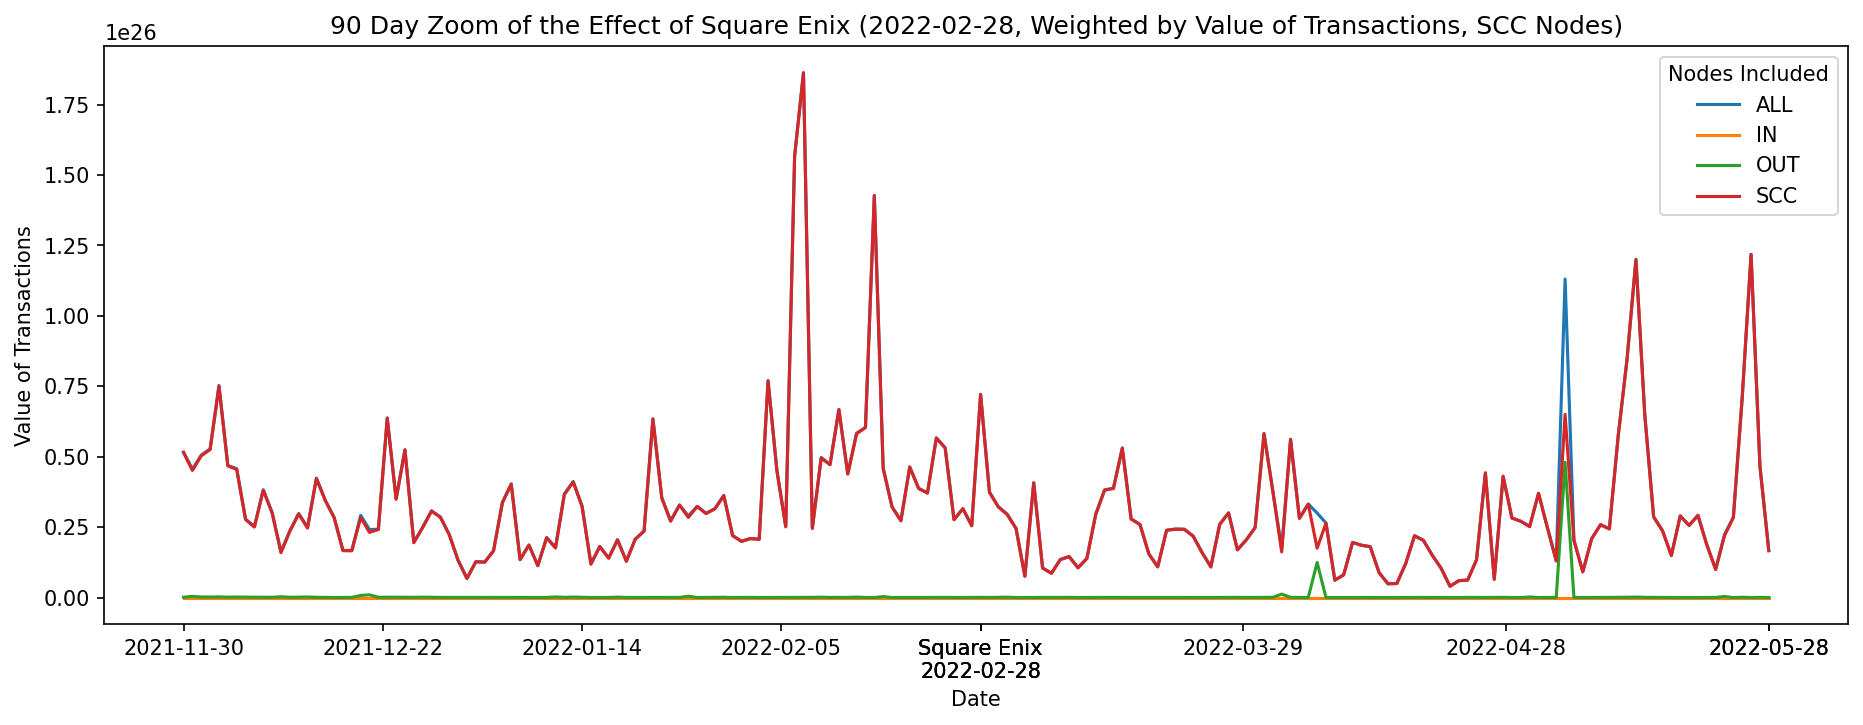 90 Day Zoom of the Effect of Square Enix (2022-02-28, Weighted by Value of Transactions, SCC Nodes)
1e26
Nodes Included
ALL
IN
OUT
SCC
Value of Transactions
1.75
1.50
1.25
1.00
0.75
0.50
0.25
0.00
2021-11-30 2021-12-22 2022-01-14 2022-02-05 Square Enix 2022-03-29 2022-04-28 2022-05-28
2022-02-28
Date